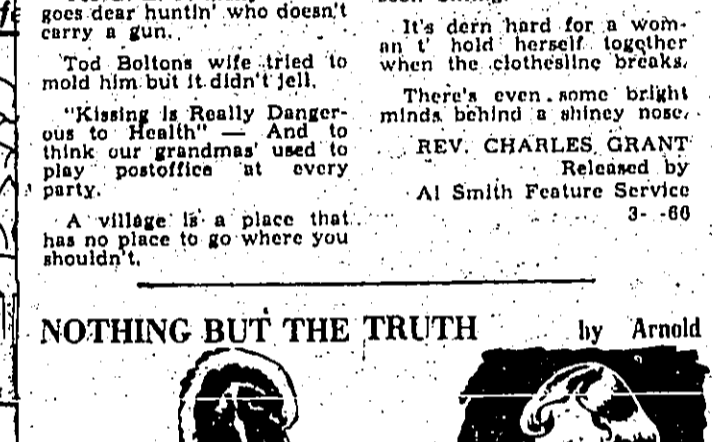 goes dear huntin' who doesn't
carry a gun.
Tod Boltons wife tried to
mold him but it didn't jell.
"Kissing Is Really Danger-
ous to Health" — And to
think our grandmas' used to
play postoffice at every
party.
A village is a place that
has no place to go where you
shouldn't.
It's dern hard for a wom-
an t' hold herself together
when the clothesline breaks.
There's even some bright
minds behind a shiney nose.
REV. CHARLES GRANT
Released by
Al Smith Feature Service
3- -66
NOTHING BUT THE TRUTH by Arnold